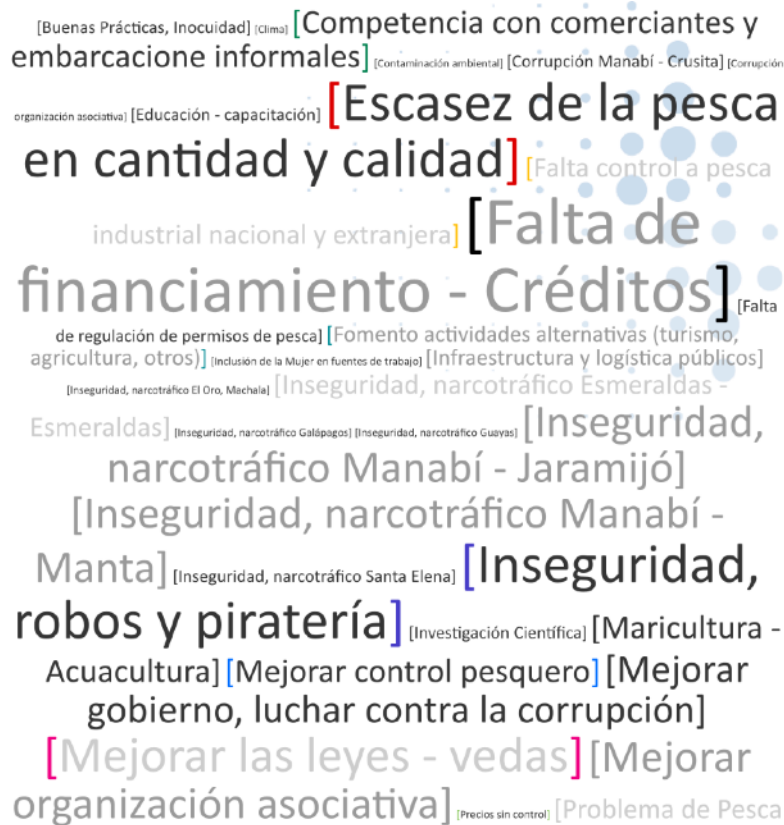 [Buenas Prácticas, Inocuidad] [Clima] [Competencia con comerciantes y
embarcacione informales] [Contaminación ambiental] [Corrupción Manabí - Crusita] [Corrupción
organización asociativa] [Educación - capacitación] [Escasez de la pesca
en cantidad y calidad] [Falta control a pesca
industrial nacional y extranjera] [Falta de
financiamiento - Créditos] [Falta
de regulación de permisos de pesca] [Fomento actividades alternativas (turismo,
agricultura, otros)] [Inclusión de la Mujer en fuentes de trabajo] [Infraestructura y logística públicos]
[Inseguridad, narcotráfico El Oro, Machala] [Inseguridad, narcotráfico Esmeraldas -
Esmeraldas] [Inseguridad, narcotráfico Galápagos] [Inseguridad, narcotráfico Guayas] [Inseguridad,
narcotráfico Manabí - Jaramijó]
[Inseguridad, narcotráfico Manabí -
Manta] [Inseguridad, narcotráfico Santa Elena] [Inseguridad,
robos y piratería] [Investigación Científica] [Maricultura -
Acuacultura] [Mejorar control pesquero] [Mejorar
gobierno, luchar contra la corrupción]
[Mejorar las leyes - vedas] [Mejorar
organización asociativa] [Precios sin control] [Problema de Pesca